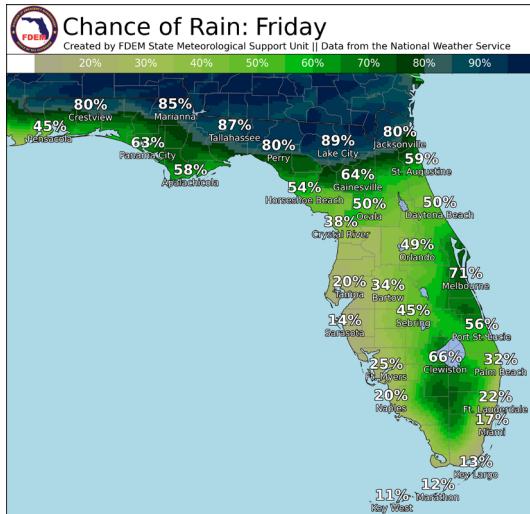 FDEM
Chance of Rain: Friday
Created by FDEM State Meteorological Support Unit || Data from the National Weather Service
20% 30% 40% 50% 60% 70% 80% 90%
80%
Crestview
85%
Marianna
45%
Pensacola
87%
Tallahassee
63%
Panama City
80%
Perry
89%
Lake City
80%
Jacksonville
58%
Apalachicola
59%
St. Augustine
64%
Gainesville
54%
Horseshoe Beach
50%
Ocala
50%
Daytona Beach
38%
Crystal River
49%
Orlando
71%
Melbourne
20%
Tampa
34%
Bartow
14%
Sarasota
45%
Sebring
56%
Port St. Lucie
66%
Clewiston
32%
Palm Beach
25%
Ft. Myers
20%
Naples
22%
Ft. Lauderdale
17%
Miami
13%
Key Largo
12%
Marathon
11%
Key West